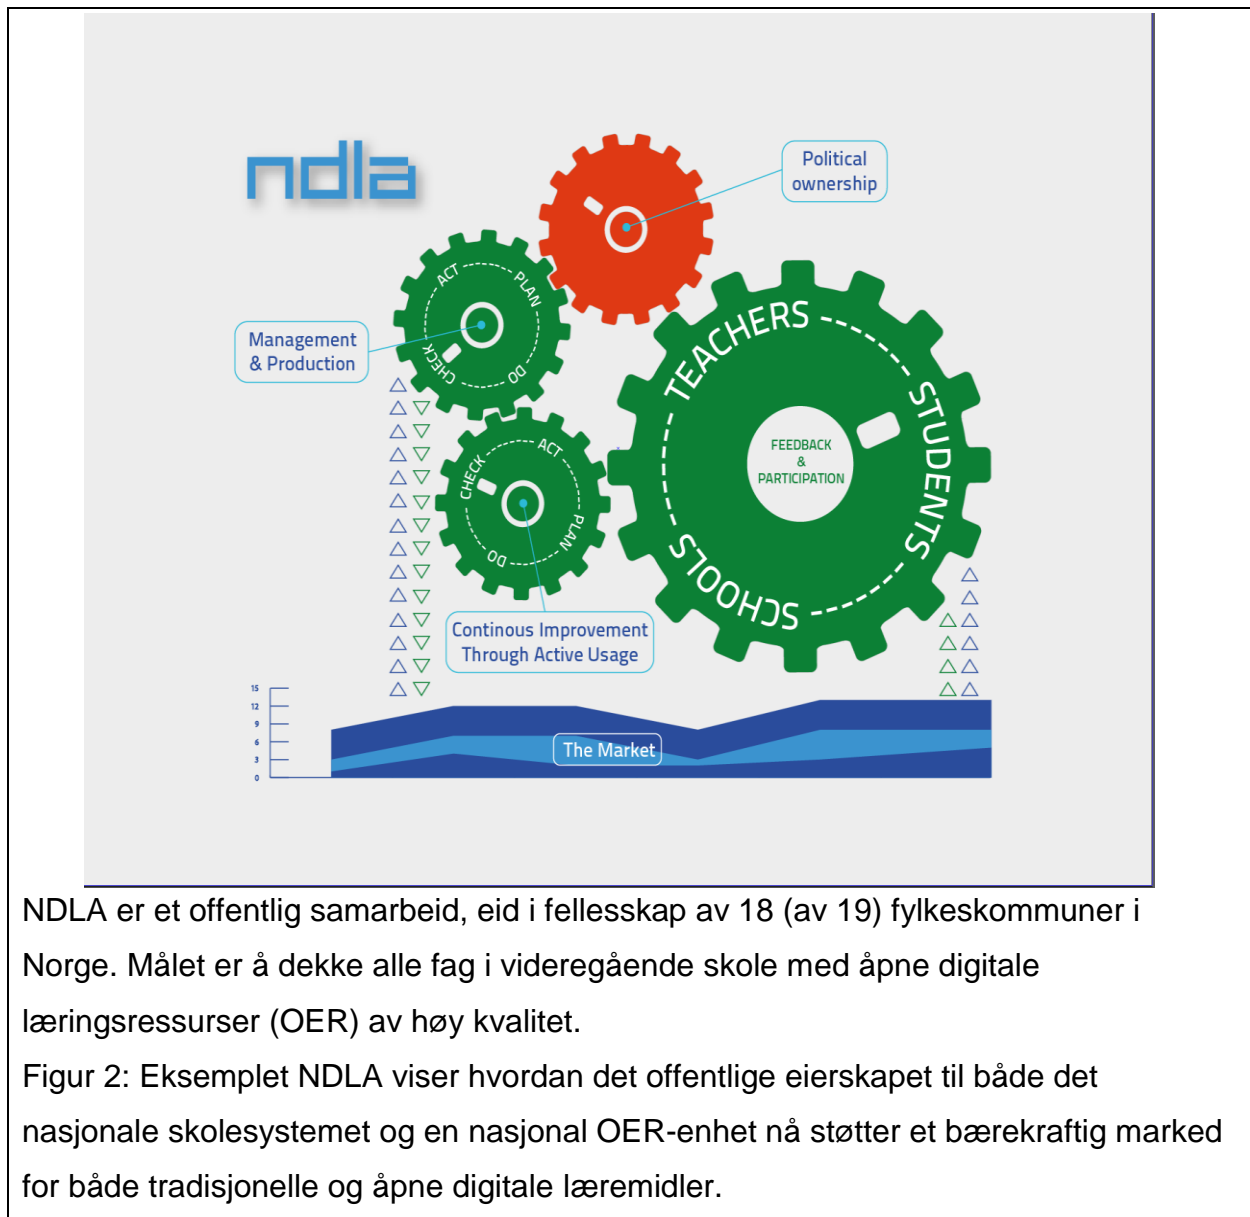 ndla
Political
ownership
ACT
PLAN
DO
CHECK
Management
& Production
TEACHERS
STUDENTS
SCHOOLS
FEEDBACK
&
PARTICIPATION
ACT
PLAN
DO
CHECK
Continous Improvement
Through Active Usage
15
12
9
6
3
0
The Market
NDLA er et offentlig samarbeid, eid i fellesskap av 18 (av 19) fylkeskommuner i
Norge. Målet er å dekke alle fag i videregående skole med åpne digitale
læringsressurser (OER) av høy kvalitet.
Figur 2: Eksemplet NDLA viser hvordan det offentlige eierskapet til både det
nasjonale skolesystemet og en nasjonal OER-enhet nå støtter et bærekraftig marked
for både tradisjonelle og åpne digitale læremidler.